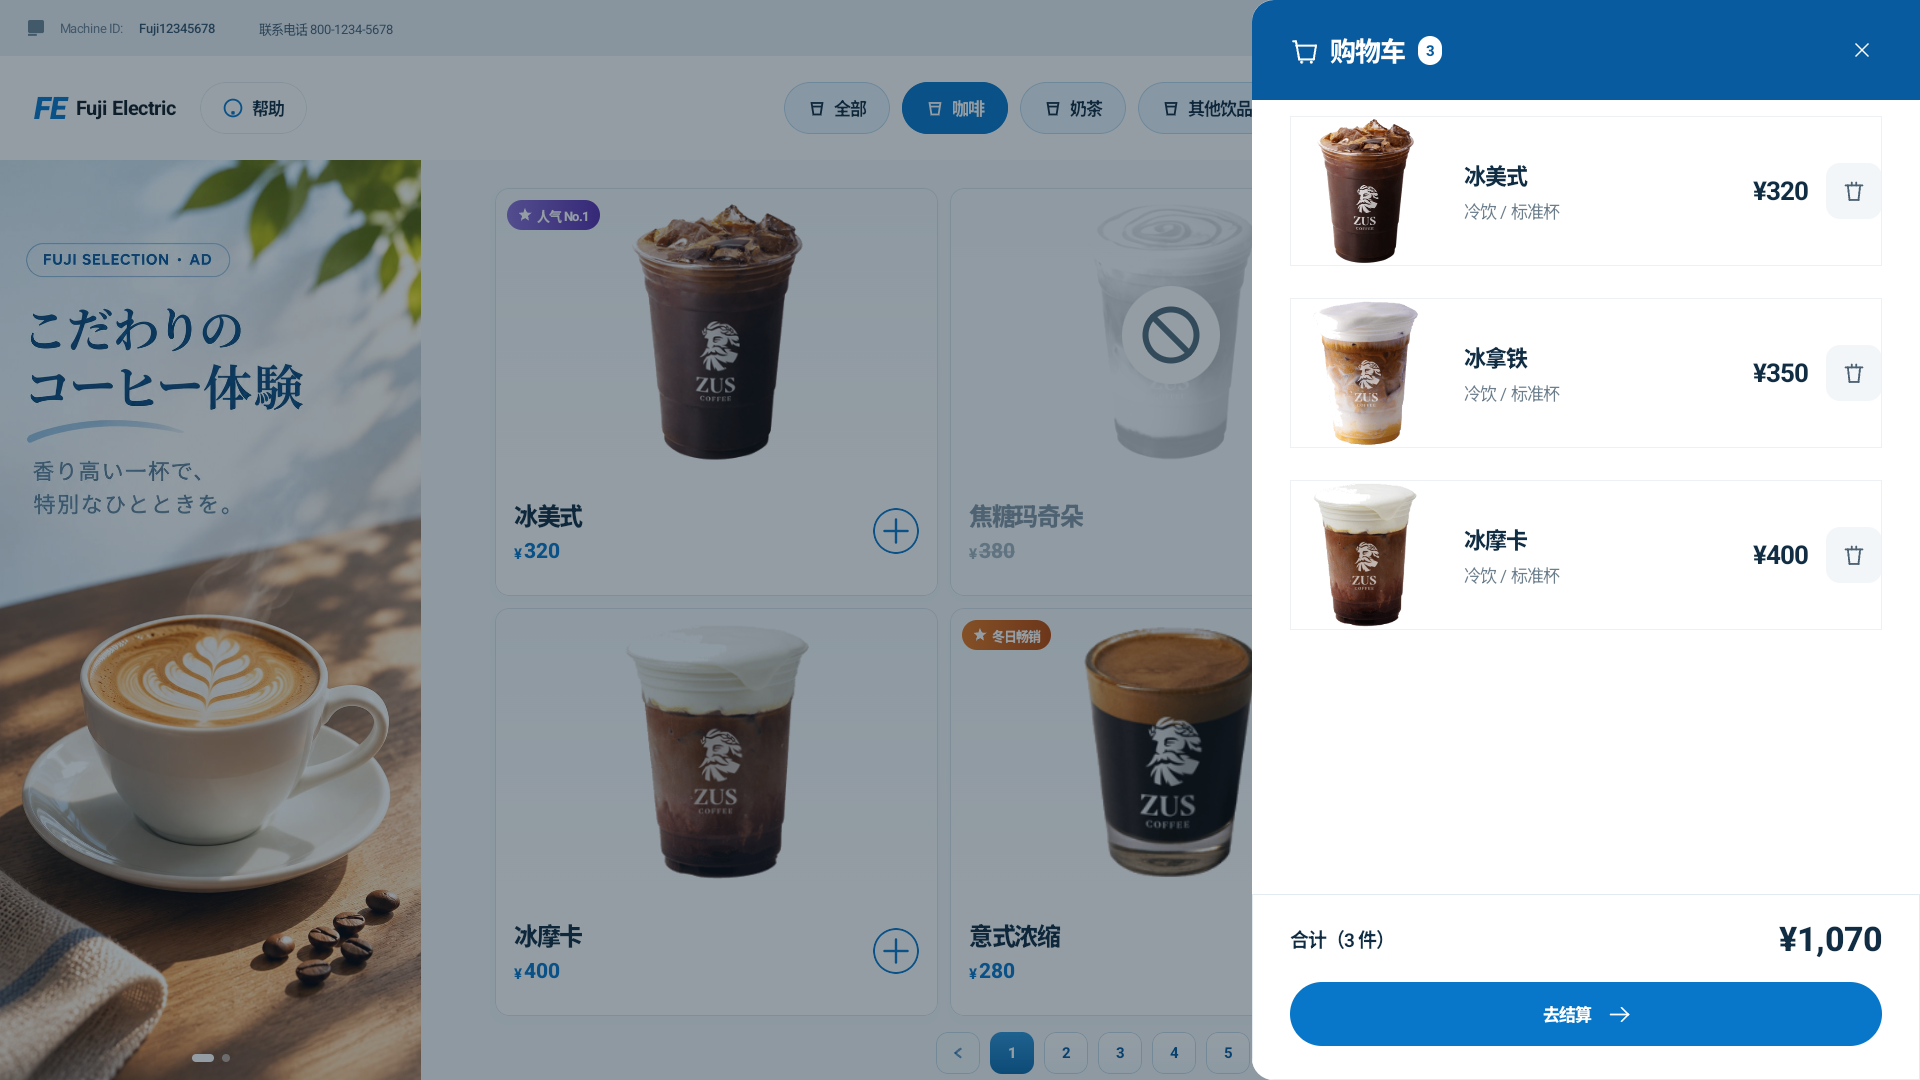 Machine ID: Fuji12345678 联系电话 800-1234-5678
FE Fuji Electric 帮助
全部 咖啡 奶茶 其他饮品
FUJI SELECTION・AD
こだわりの
コーヒー体験
香り高い一杯で、
特別なひとときを。
人气 No.1
ZUS
COFFEE
冰美式
¥320
焦糖玛奇朵
¥380
ZUS
COFFEE
冰摩卡
¥400
冬日畅销
ZUS
COFFEE
意式浓缩
¥280
1 2 3 4 5
购物车 3
ZUS
COFFEE
冰美式
冷饮 / 标准杯
¥320
ZUS
冰拿铁
冷饮 / 标准杯
¥350
ZUS
冰摩卡
冷饮 / 标准杯
¥400
合计（3 件） ¥1,070
去结算